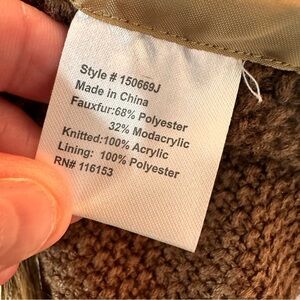 Style # 150669J
Made in China
Fauxfur:68% Polyester
32% Modacrylic
Knitted:100% Acrylic
Lining: 100% Polyester
RN# 116153